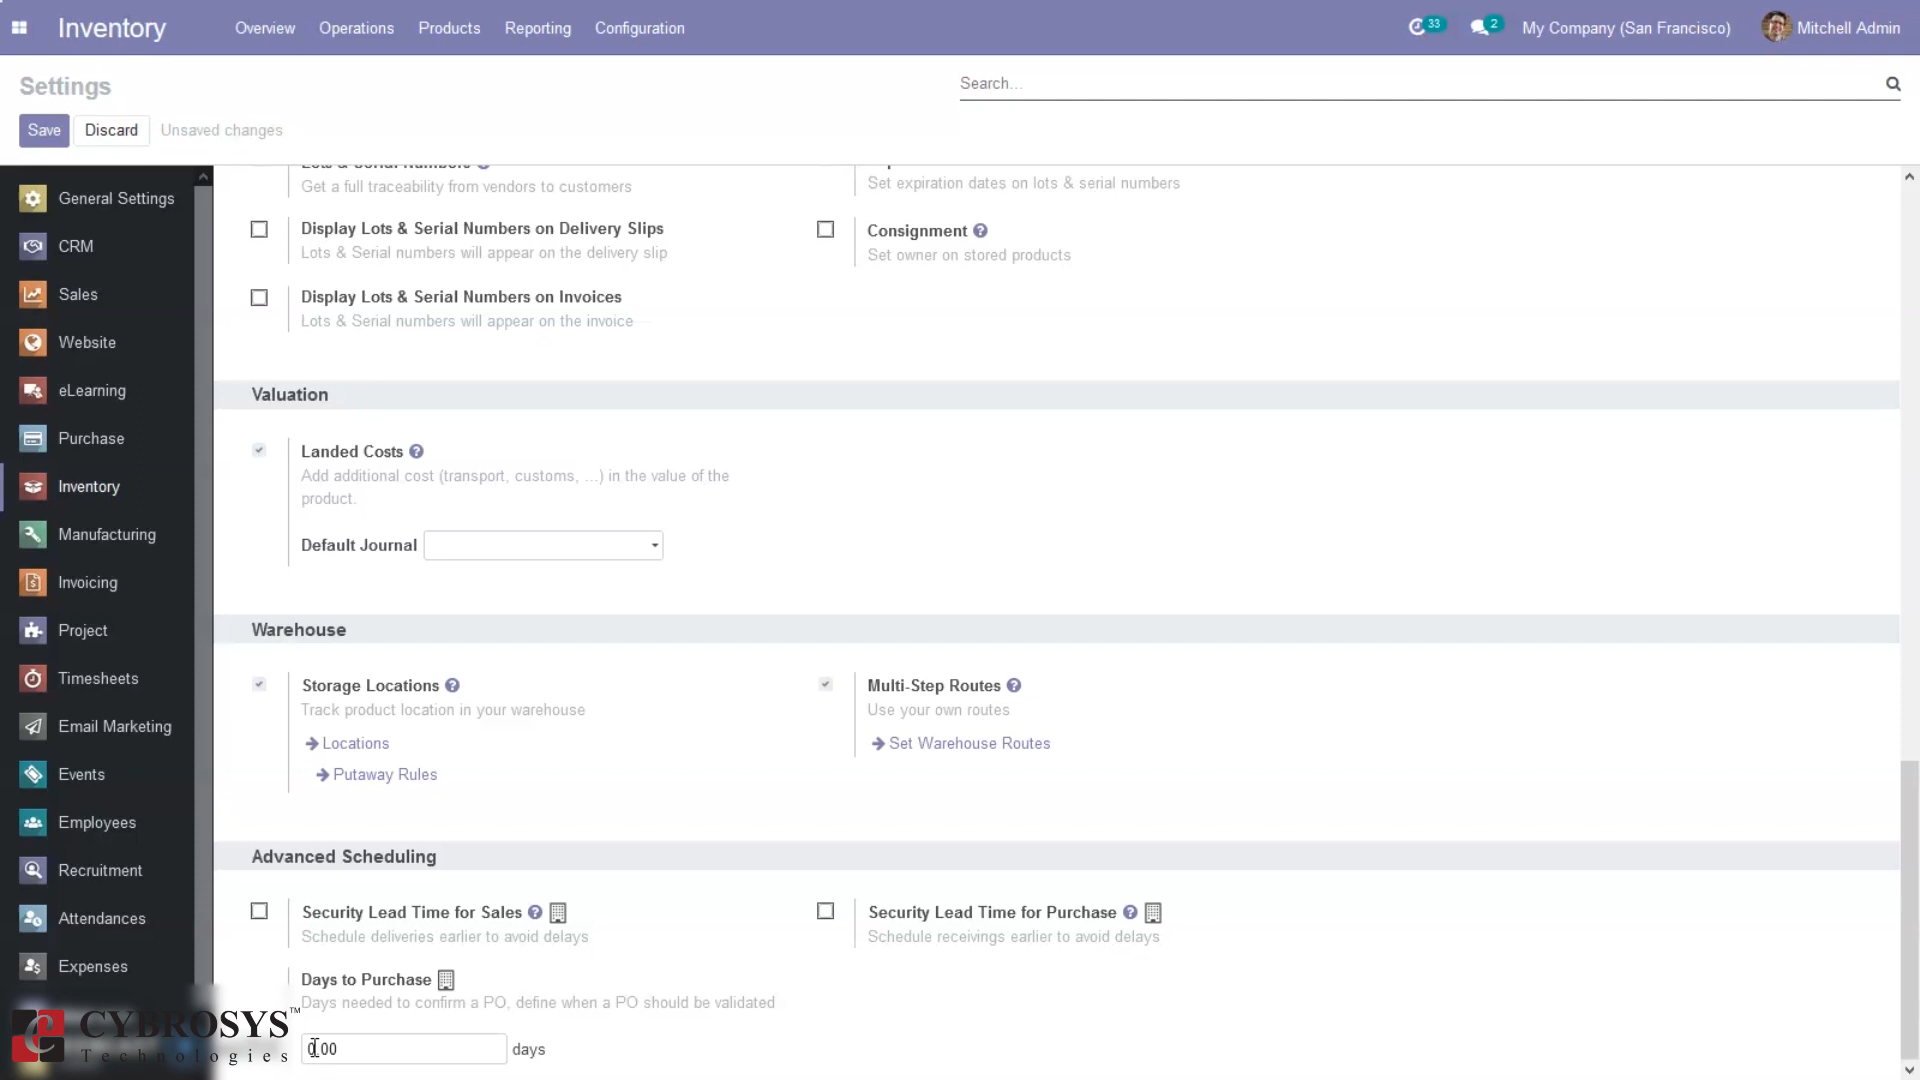 Inventory
Overview
Operations
Products
Reporting
Configuration
33
2
My Company (San Francisco)
Mitchell Admin
Settings
Search...
Save
Discard
Unsaved changes
General Settings
CRM
Sales
Website
eLearning
Purchase
Inventory
Manufacturing
Invoicing
Project
Timesheets
Email Marketing
Events
Employees
Recruitment
Attendances
Expenses
Get a full traceability from vendors to customers
Set expiration dates on lots & serial numbers
Display Lots & Serial Numbers on Delivery Slips
Lots & Serial numbers will appear on the delivery slip
Consignment
Set owner on stored products
Display Lots & Serial Numbers on Invoices
Lots & Serial numbers will appear on the invoice
Valuation
Landed Costs
Add additional cost (transport, customs, ...) in the value of the
product.
Default Journal
Warehouse
Storage Locations
Track product location in your warehouse
Locations
Putaway Rules
Multi-Step Routes
Use your own routes
Set Warehouse Routes
Advanced Scheduling
Security Lead Time for Sales
Schedule deliveries earlier to avoid delays
Security Lead Time for Purchase
Schedule receivings earlier to avoid delays
Days to Purchase
Days needed to confirm a PO, define when a PO should be validated
0.00 days
CYBROSYS™
Technologies